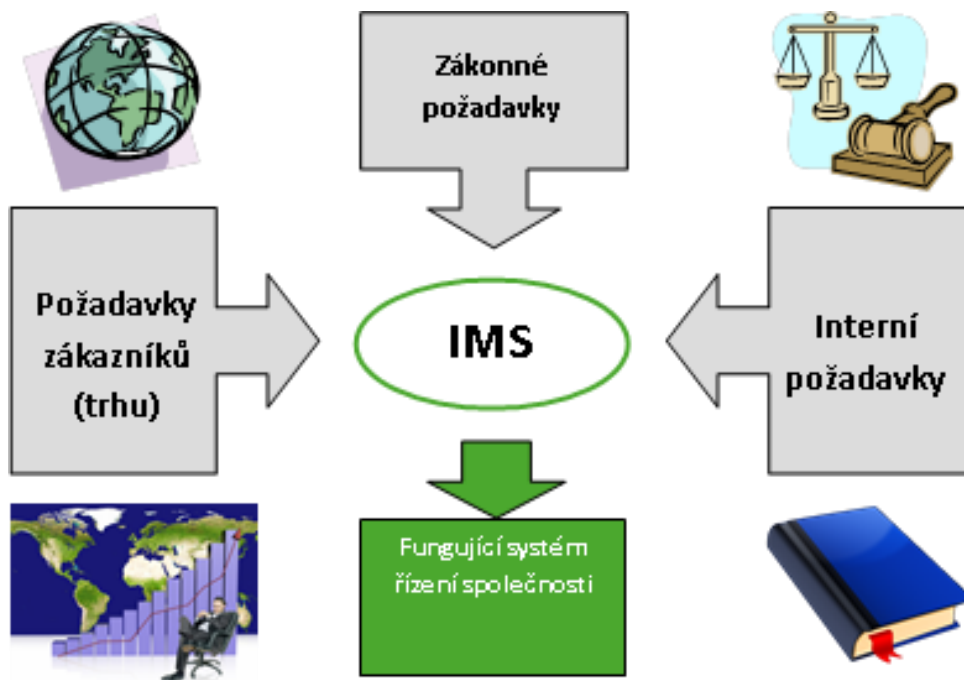 Zákonné
požadavky
Požadavky
zákazníků
(trhu)
IMS
Interní
požadavky
Fungující systém
řízení společnosti